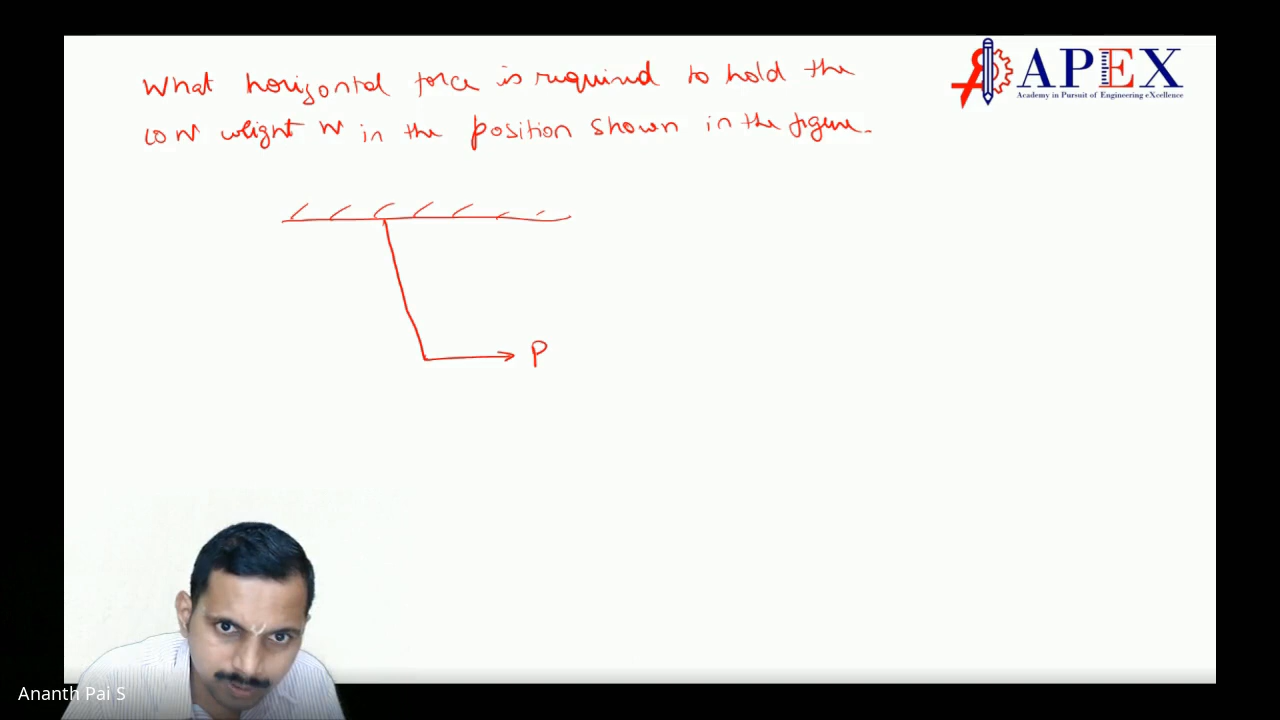 What horizontal force is required to hold the
10 N weight W in the position shown in the figure.
APEX
Academy in Pursuit of Engineering eXcellence
P
Ananth Pai S